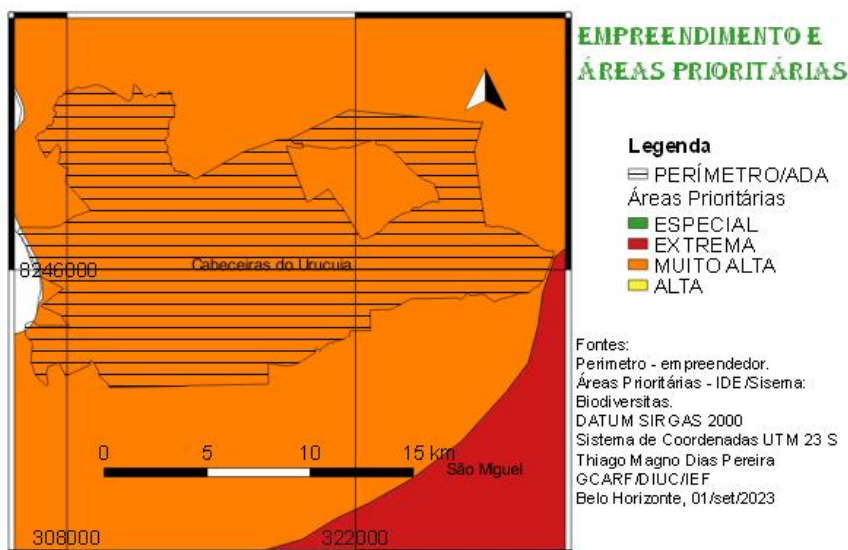 EMPREENDIMENTO E
ÁREAS PRIORITÁRIAS
Legenda
PERÍMETRO/ADA
Áreas Prioritárias
ESPECIAL
EXTREMA
MUITO ALTA
ALTA
Cabeceiras do Urucuia
8246000
0 5 10 15 km
São Miguel
308000 322000
Fontes:
Perimetro - empreendedor.
Áreas Prioritárias - IDE/Sisema:
Biodiversitas.
DATUM SIRGAS 2000
Sistema de Coordenadas UTM 23 S
Thiago Magno Dias Pereira
GCARF/DIUC/IEF
Belo Horizonte, 01/set/2023